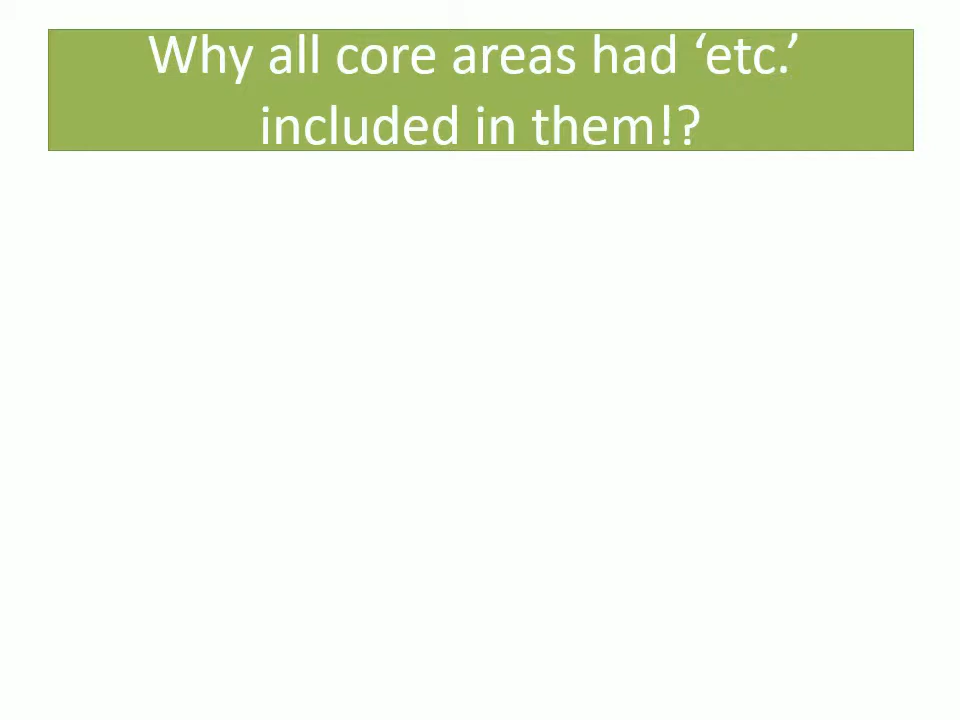 Why all core areas had ‘etc.’
included in them!?